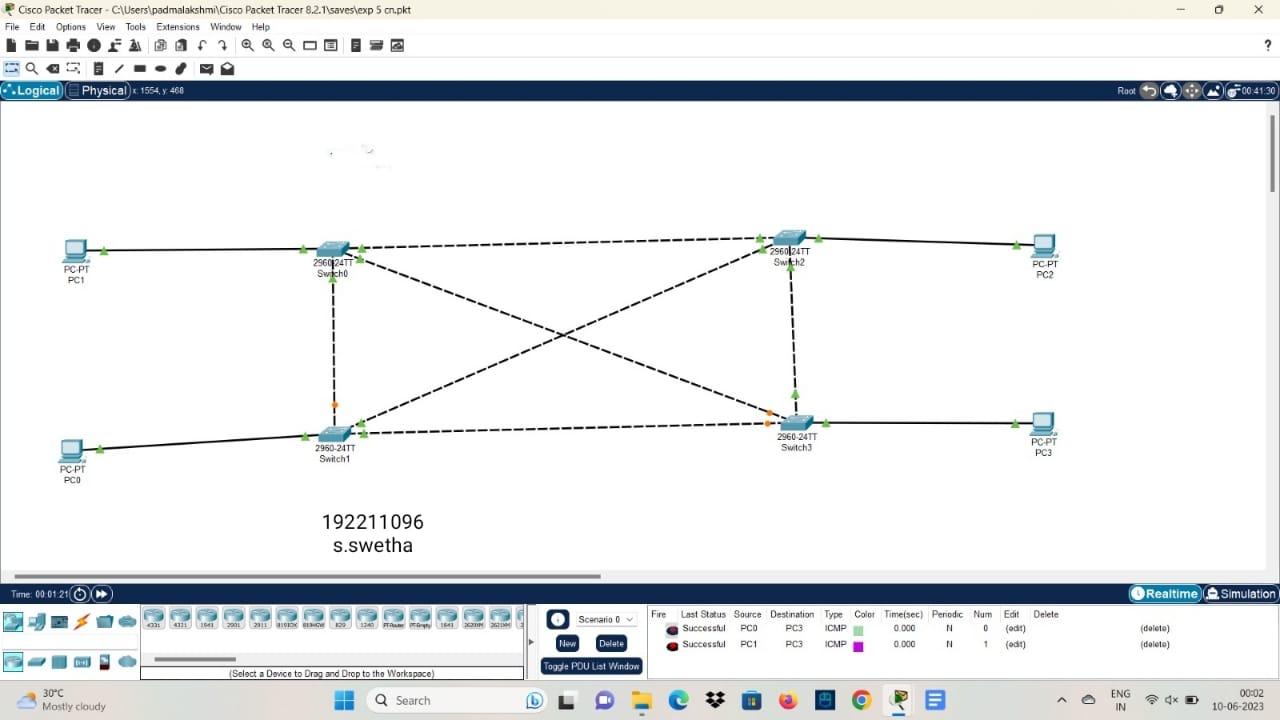 Cisco Packet Tracer - C:\Users\padmalakshmi\Cisco Packet Tracer 8.2.1\saves\exp 5 cn.pkt
File Edit Options View Tools Extensions Window Help
?
Logical Physical x: 1554, y: 468 Root 00:41:30
PC-PT
PC1
2960-24TT
Switch0
2960-24TT
Switch2
PC-PT
PC2
PC-PT
PC0
2960-24TT
Switch1
2960-24TT
Switch3
PC-PT
PC3
192211096
s.swetha
Time: 00:01:21 Realtime Simulation
4331 4321 1941 2901 2911 819IOX 819HGW 829 1240 PT-Router PT-Empty 1841 2620XM 2621XM
(Select a Device to Drag and Drop to the Workspace)
Scenario 0
New Delete
Toggle PDU List Window
Fire Last Status Source Destination Type Color Time(sec) Periodic Num Edit Delete
Successful PC0 PC3 ICMP 0.000 N 0 (edit) (delete)
Successful PC1 PC3 ICMP 0.000 N 1 (edit) (delete)
30°C
Mostly cloudy
Search
ENG
IN
00:02
10-06-2023